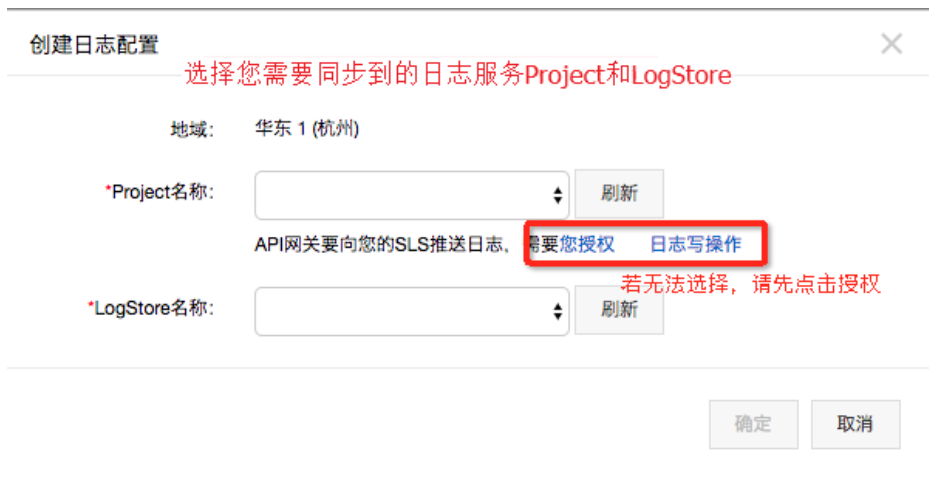 创建日志配置
选择您需要同步到的日志服务Project和LogStore
地域: 华东 1 (杭州)
*Project名称: 刷新
API网关要向您的SLS推送日志，需要您授权 日志写操作
若无法选择，请先点击授权
*LogStore名称: 刷新
确定 取消